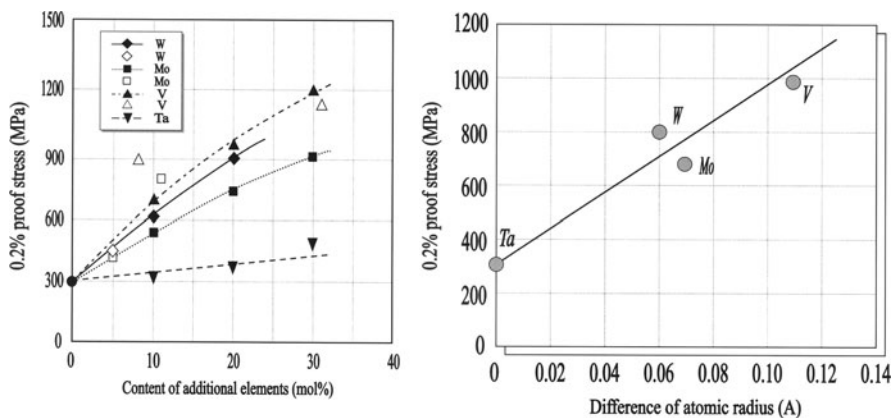 1500
1200
900
600
300
0
0.2% proof stress (MPa)
W
W
Mo
Mo
V
V
Ta
0
10
20
30
40
Content of additional elements (mol%)
1200
1000
800
600
400
200
0
0.2% proof stress (MPa)
Ta
W
Mo
V
0
0.02
0.04
0.06
0.08
0.10
0.12
0.14
Difference of atomic radius (A)